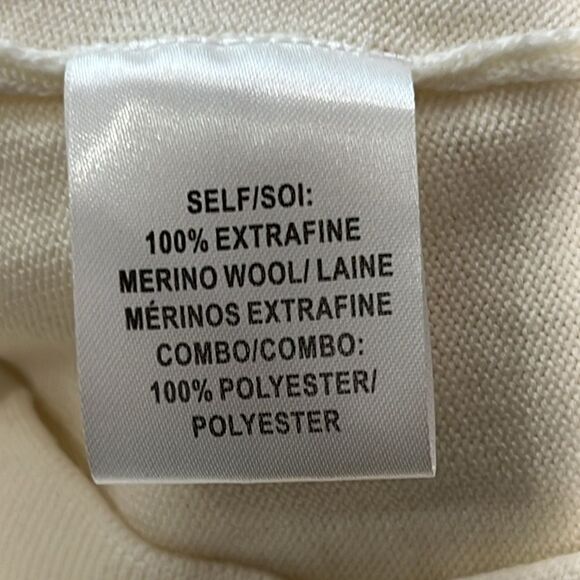 SELF/SOI:
100% EXTRAFINE
MERINO WOOL/ LAINE
MÉRINOS EXTRAFINE
COMBO/COMBO:
100% POLYESTER/
POLYESTER